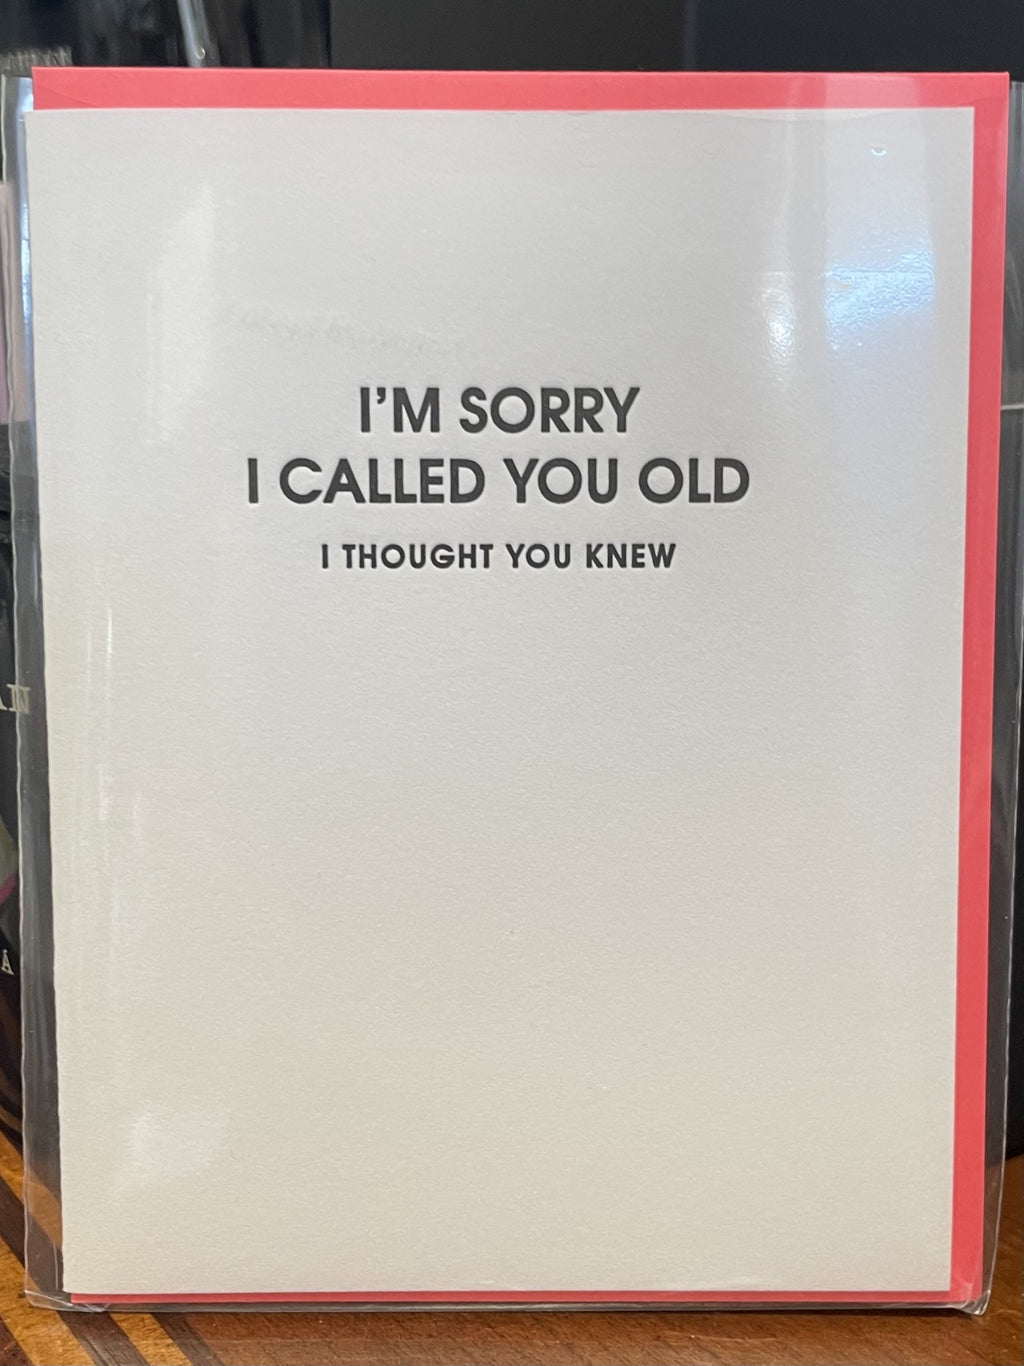 I'M SORRY
I CALLED YOU OLD
I THOUGHT YOU KNEW